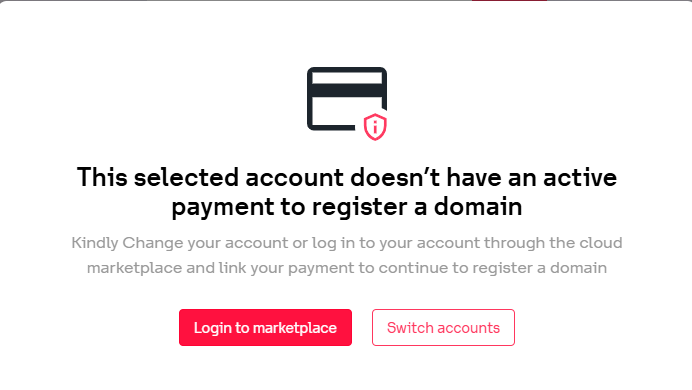 This selected account doesn’t have an active
payment to register a domain
Kindly Change your account or log in to your account through the cloud
marketplace and link your payment to continue to register a domain
Login to marketplace
Switch accounts